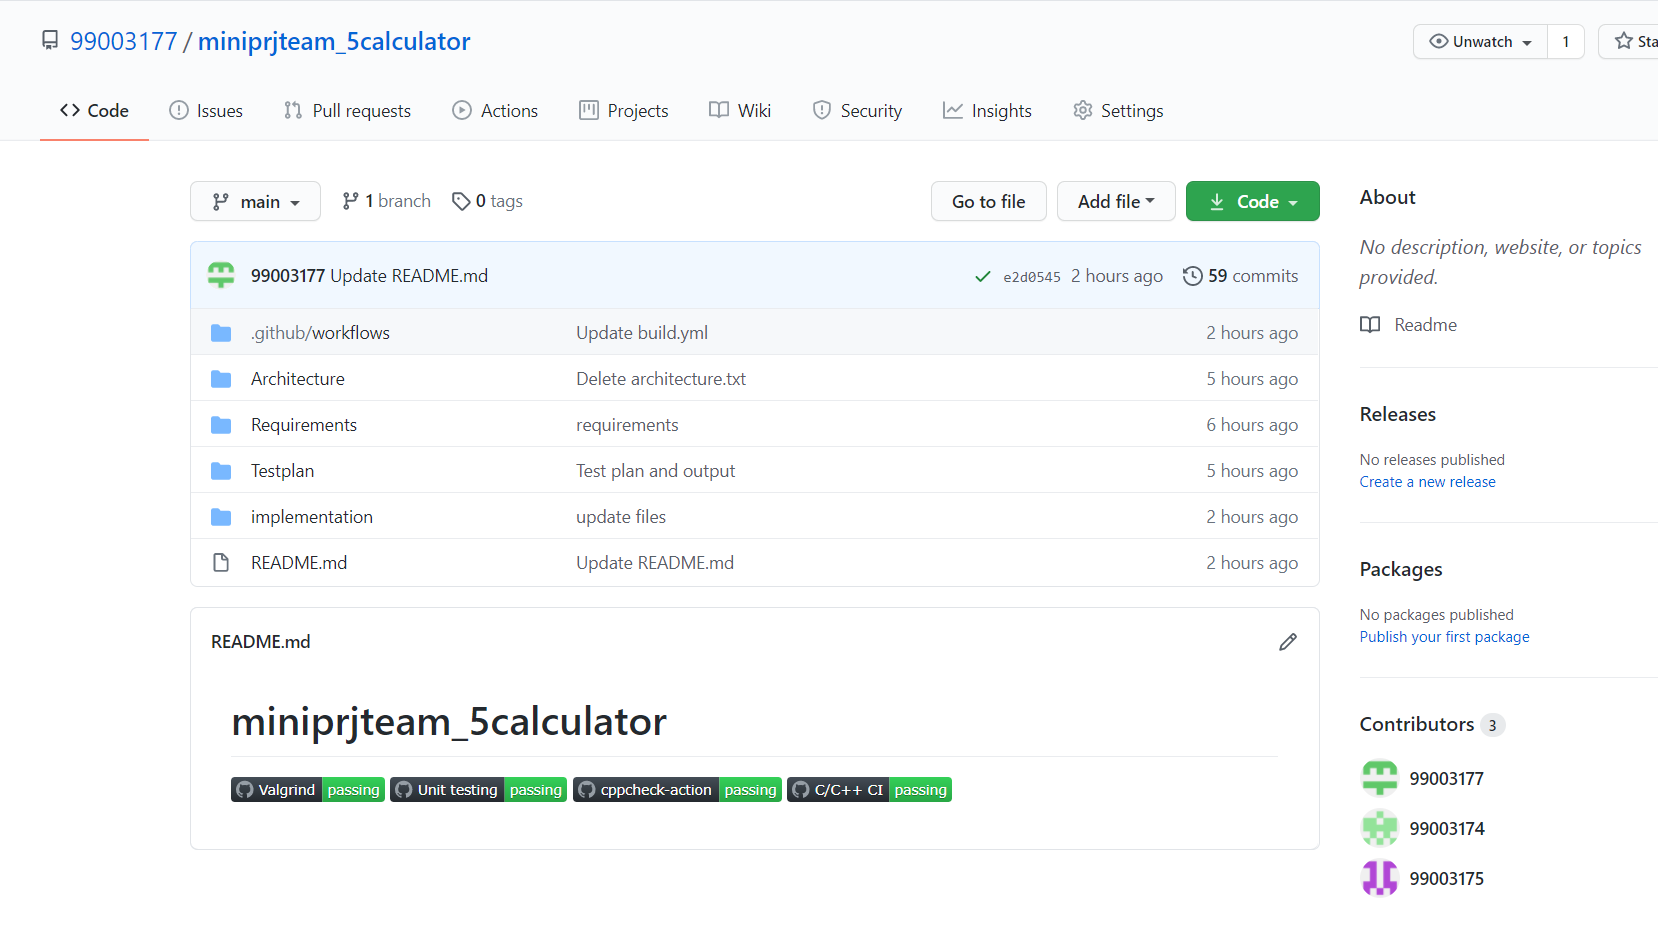 99003177 / miniprjteam_5calculator
Unwatch 1
Code Issues Pull requests Actions Projects Wiki Security Insights Settings
main 1 branch 0 tags Go to file Add file Code
99003177 Update README.md e2d0545 2 hours ago 59 commits
.github/workflows Update build.yml 2 hours ago
Architecture Delete architecture.txt 5 hours ago
Requirements requirements 6 hours ago
Testplan Test plan and output 5 hours ago
implementation update files 2 hours ago
README.md Update README.md 2 hours ago
README.md
miniprjteam_5calculator
Valgrind passing Unit testing passing cppcheck-action passing C/C++ CI passing
About
No description, website, or topics
provided.
Readme
Releases
No releases published
Create a new release
Packages
No packages published
Publish your first package
Contributors 3
99003177
99003174
99003175